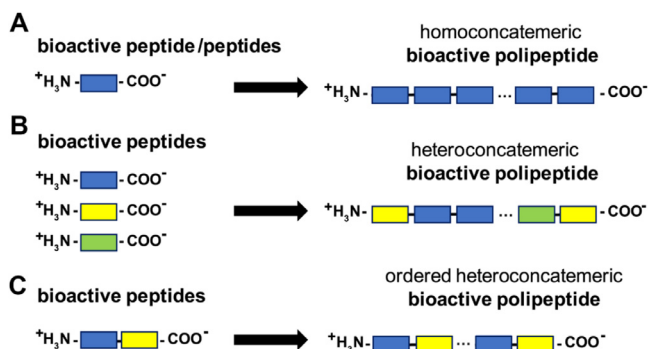 A
bioactive peptide/peptides
homoconcatemeric
bioactive polipeptide
⁺H₃N - - COO⁻
⁺H₃N - ... - COO⁻
B
bioactive peptides
heteroconcatemeric
bioactive polipeptide
⁺H₃N - - COO⁻
⁺H₃N - - COO⁻
⁺H₃N - - COO⁻
⁺H₃N - ... - COO⁻
C
bioactive peptides
ordered heteroconcatemeric
bioactive polipeptide
⁺H₃N - - COO⁻
⁺H₃N - ... - COO⁻